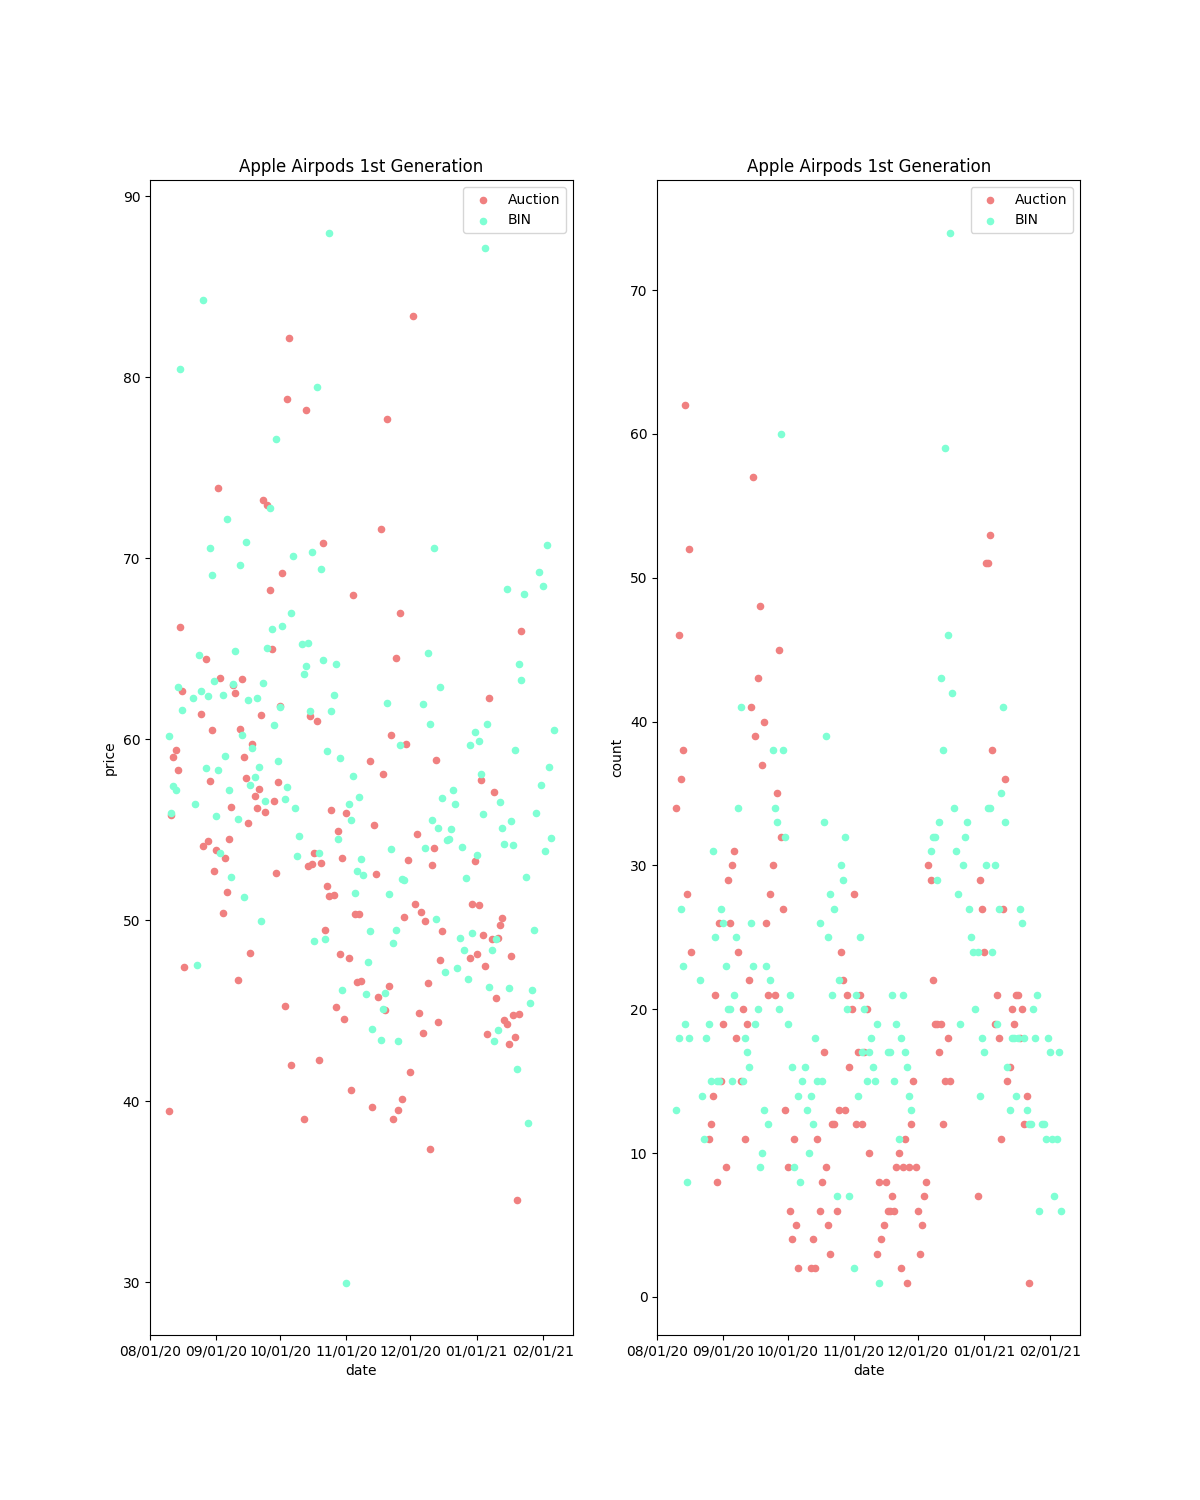 Apple Airpods 1st Generation
Auction
BIN
90
80
70
60
50
40
30
price
08/01/20 09/01/20 10/01/20 11/01/20 12/01/20 01/01/21 02/01/21
date
Apple Airpods 1st Generation
Auction
BIN
70
60
50
40
30
20
10
0
count
08/01/20 09/01/20 10/01/20 11/01/20 12/01/20 01/01/21 02/01/21
date